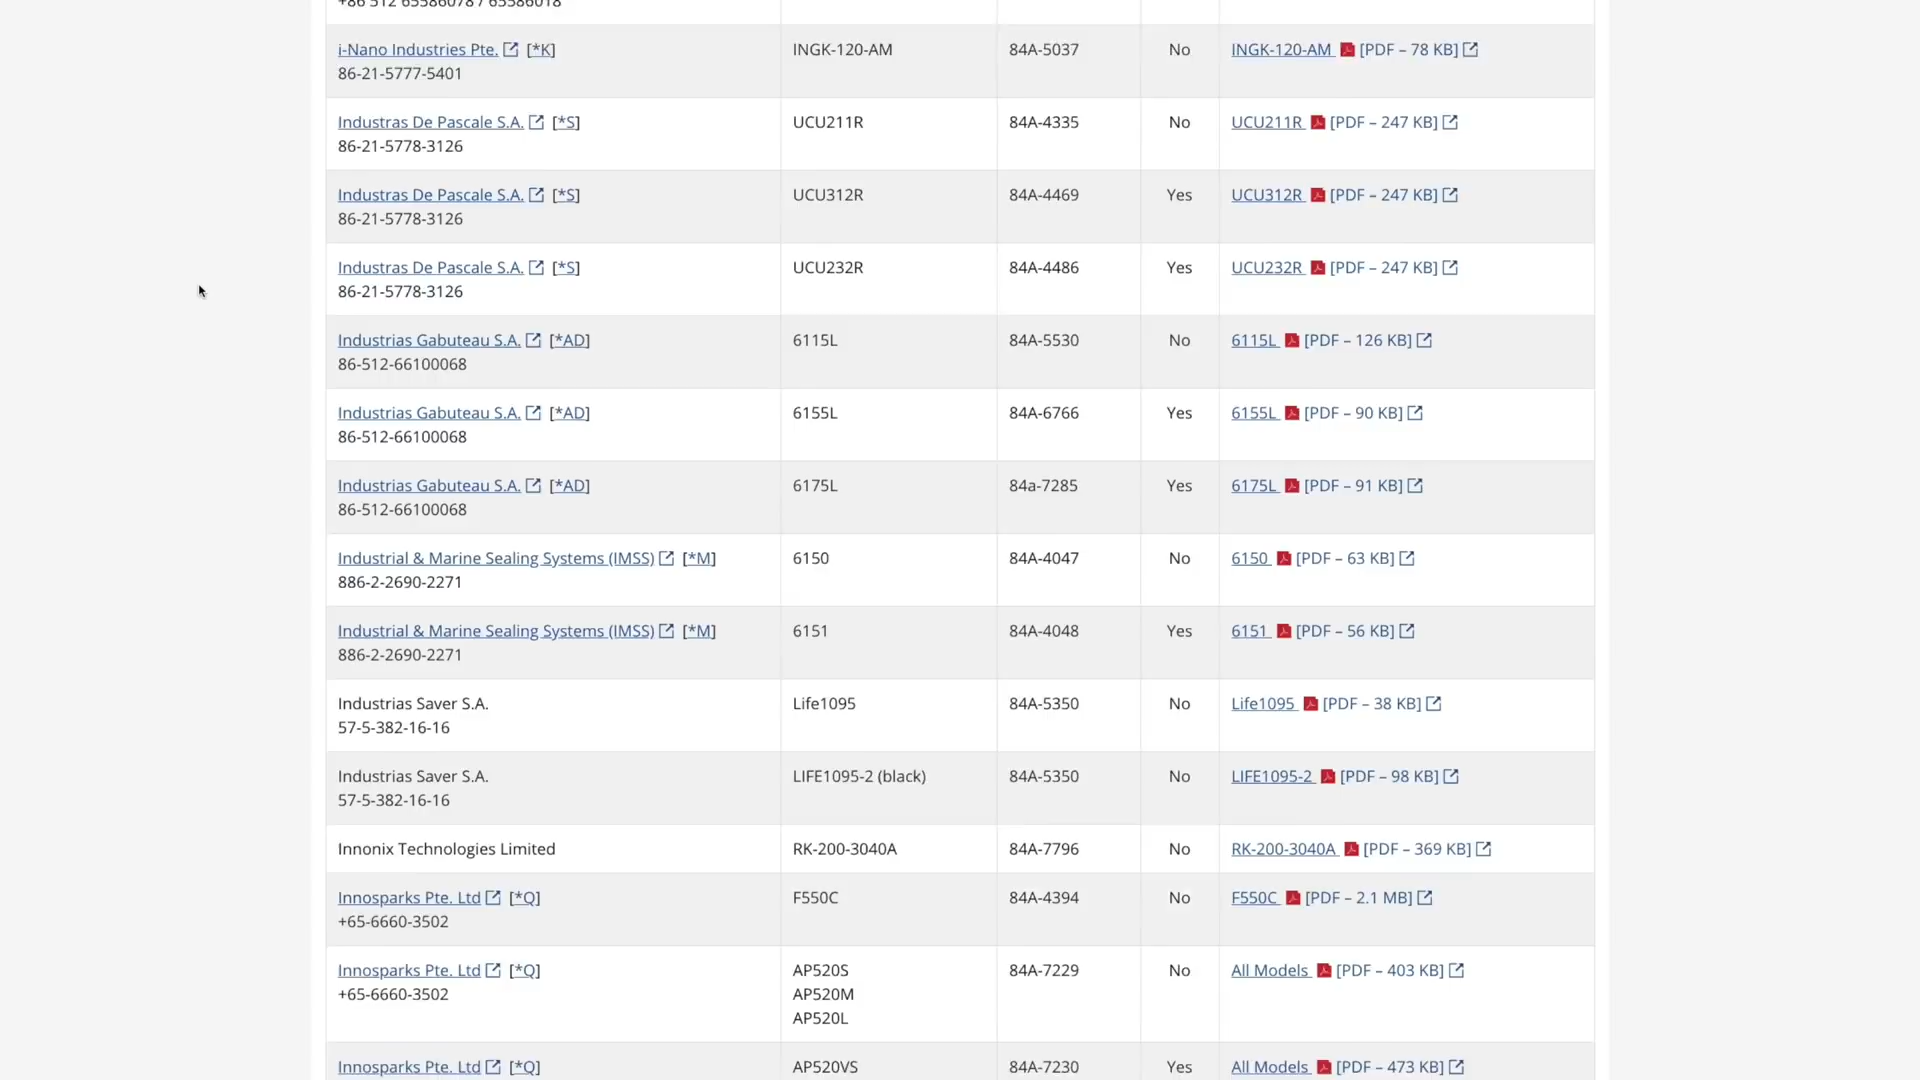 +86 512 65586078 / 65586018
i-Nano Industries Pte. [*K] INGK-120-AM 84A-5037 No INGK-120-AM [PDF – 78 KB]
86-21-5777-5401
Industras De Pascale S.A. [*S] UCU211R 84A-4335 No UCU211R [PDF – 247 KB]
86-21-5778-3126
Industras De Pascale S.A. [*S] UCU312R 84A-4469 Yes UCU312R [PDF – 247 KB]
86-21-5778-3126
Industras De Pascale S.A. [*S] UCU232R 84A-4486 Yes UCU232R [PDF – 247 KB]
86-21-5778-3126
Industrias Gabuteau S.A. [*AD] 6115L 84A-5530 No 6115L [PDF – 126 KB]
86-512-66100068
Industrias Gabuteau S.A. [*AD] 6155L 84A-6766 Yes 6155L [PDF – 90 KB]
86-512-66100068
Industrias Gabuteau S.A. [*AD] 6175L 84a-7285 Yes 6175L [PDF – 91 KB]
86-512-66100068
Industrial & Marine Sealing Systems (IMSS) [*M] 6150 84A-4047 No 6150 [PDF – 63 KB]
886-2-2690-2271
Industrial & Marine Sealing Systems (IMSS) [*M] 6151 84A-4048 Yes 6151 [PDF – 56 KB]
886-2-2690-2271
Industrias Saver S.A. Life1095 84A-5350 No Life1095 [PDF – 38 KB]
57-5-382-16-16
Industrias Saver S.A. LIFE1095-2 (black) 84A-5350 No LIFE1095-2 [PDF – 98 KB]
57-5-382-16-16
Innonix Technologies Limited RK-200-3040A 84A-7796 No RK-200-3040A [PDF – 369 KB]
Innosparks Pte. Ltd [*Q] F550C 84A-4394 No F550C [PDF – 2.1 MB]
+65-6660-3502
Innosparks Pte. Ltd [*Q] AP520S 84A-7229 No All Models [PDF – 403 KB]
+65-6660-3502 AP520M
AP520L
Innosparks Pte. Ltd [*Q] AP520VS 84A-7230 Yes All Models [PDF – 473 KB]